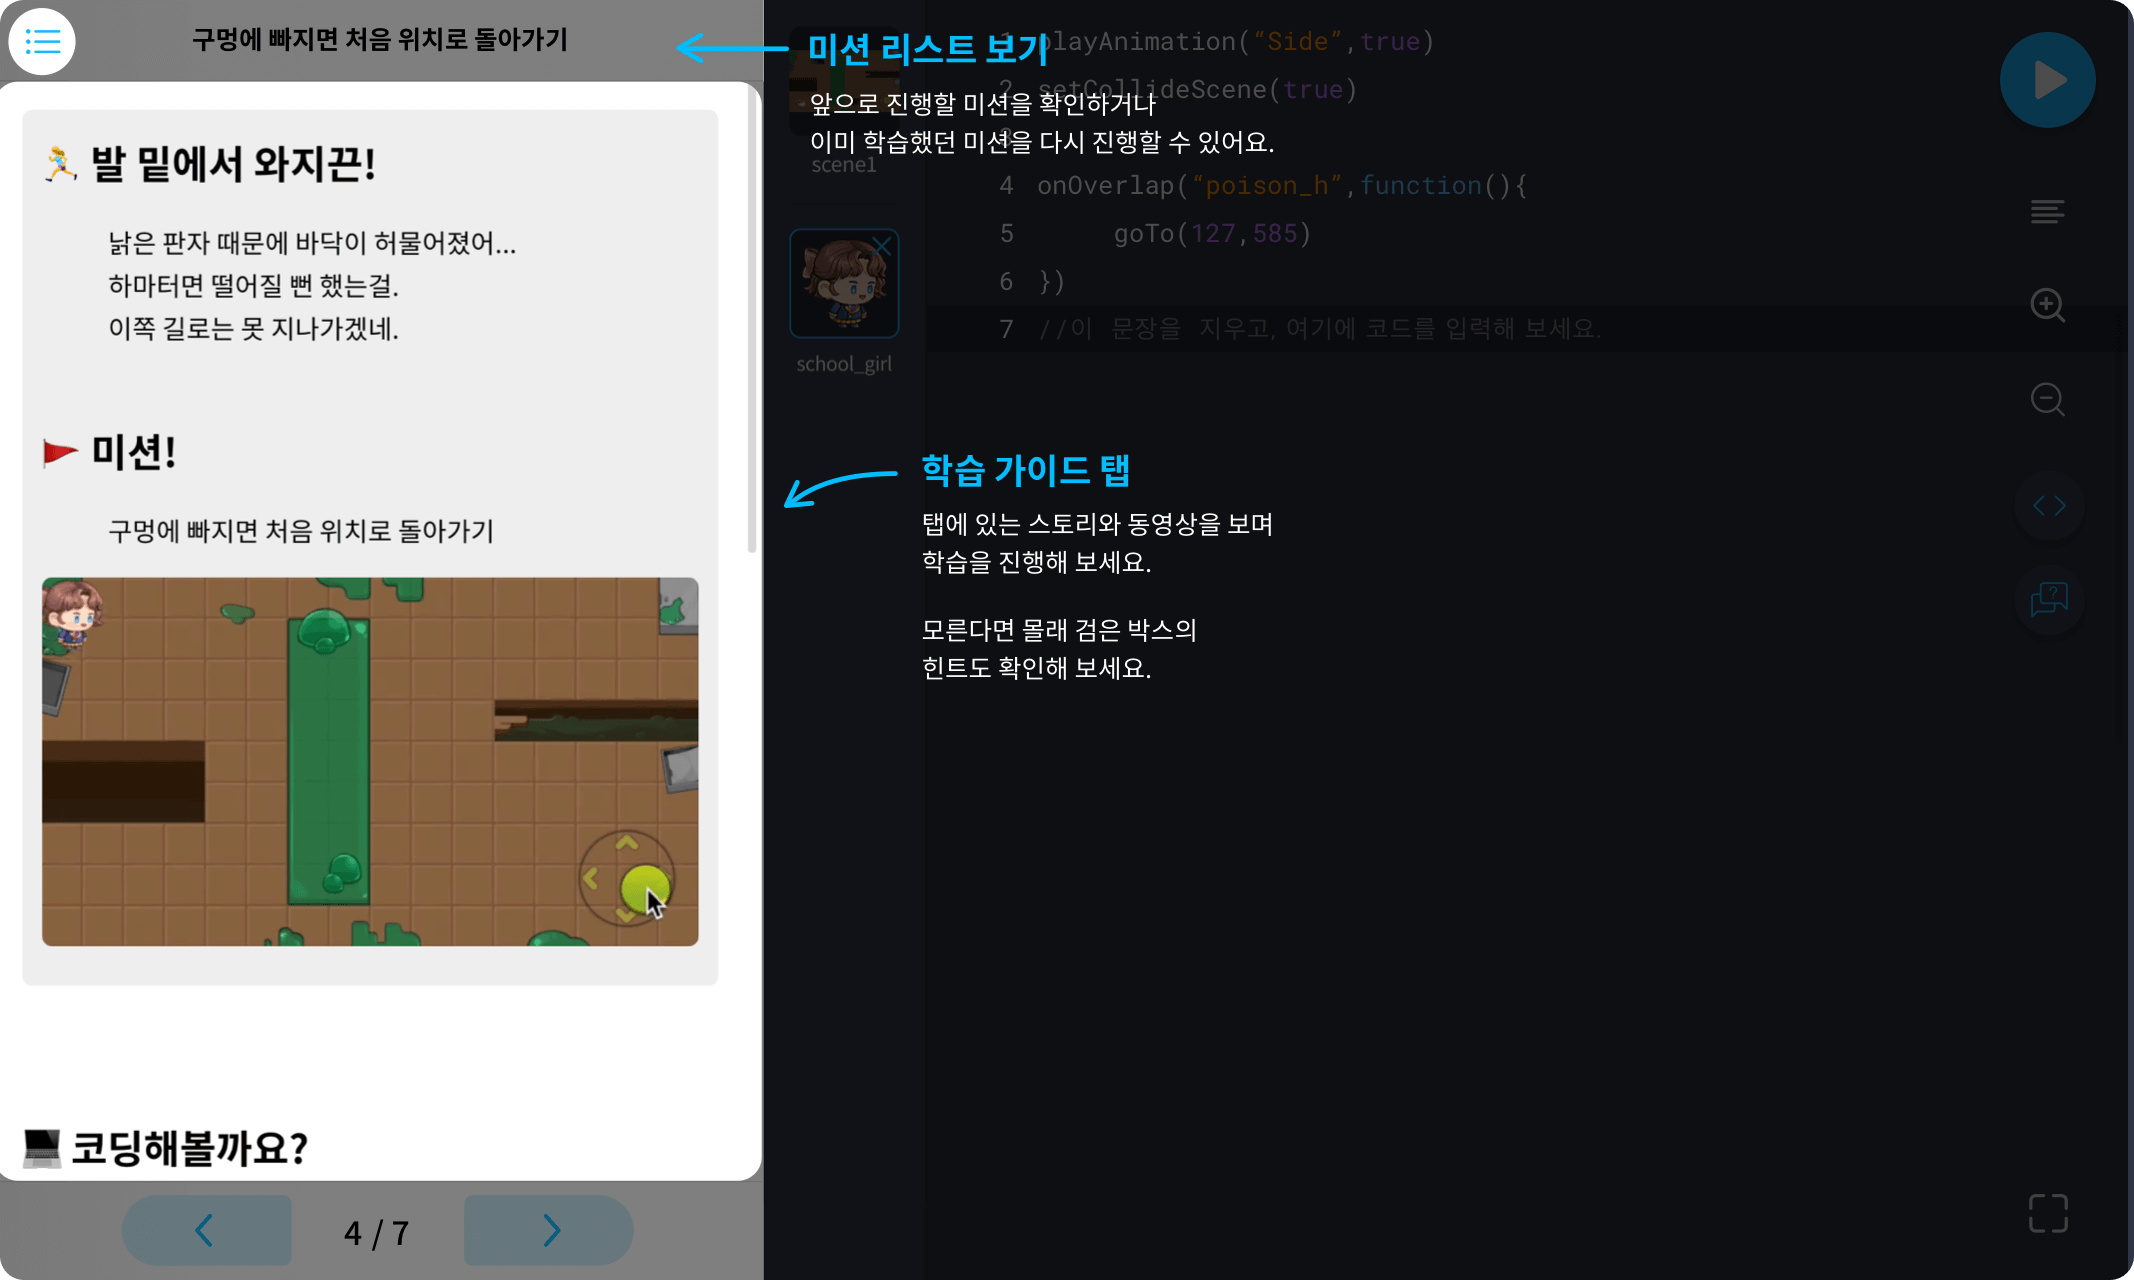 구멍에 빠지면 처음 위치로 돌아가기
발 밑에서 와지끈!
낡은 판자 때문에 바닥이 허물어졌어...
하마터면 떨어질 뻔 했는걸.
이쪽 길로는 못 지나가겠네.
미션!
구멍에 빠지면 처음 위치로 돌아가기
코딩해볼까요?
4 / 7
미션 리스트 보기
앞으로 진행할 미션을 확인하거나
이미 학습했던 미션을 다시 진행할 수 있어요.
학습 가이드 탭
탭에 있는 스토리와 동영상을 보며
학습을 진행해 보세요.
모른다면 몰래 검은 박스의
힌트도 확인해 보세요.
scene1
school_girl
1 playAnimation(“Side”,true)
2 setCollideScene(true)
3
4 onOverlap(“poison_h”,function(){
5 goTo(127,585)
6 })
7 //이 문장을 지우고, 여기에 코드를 입력해 보세요.